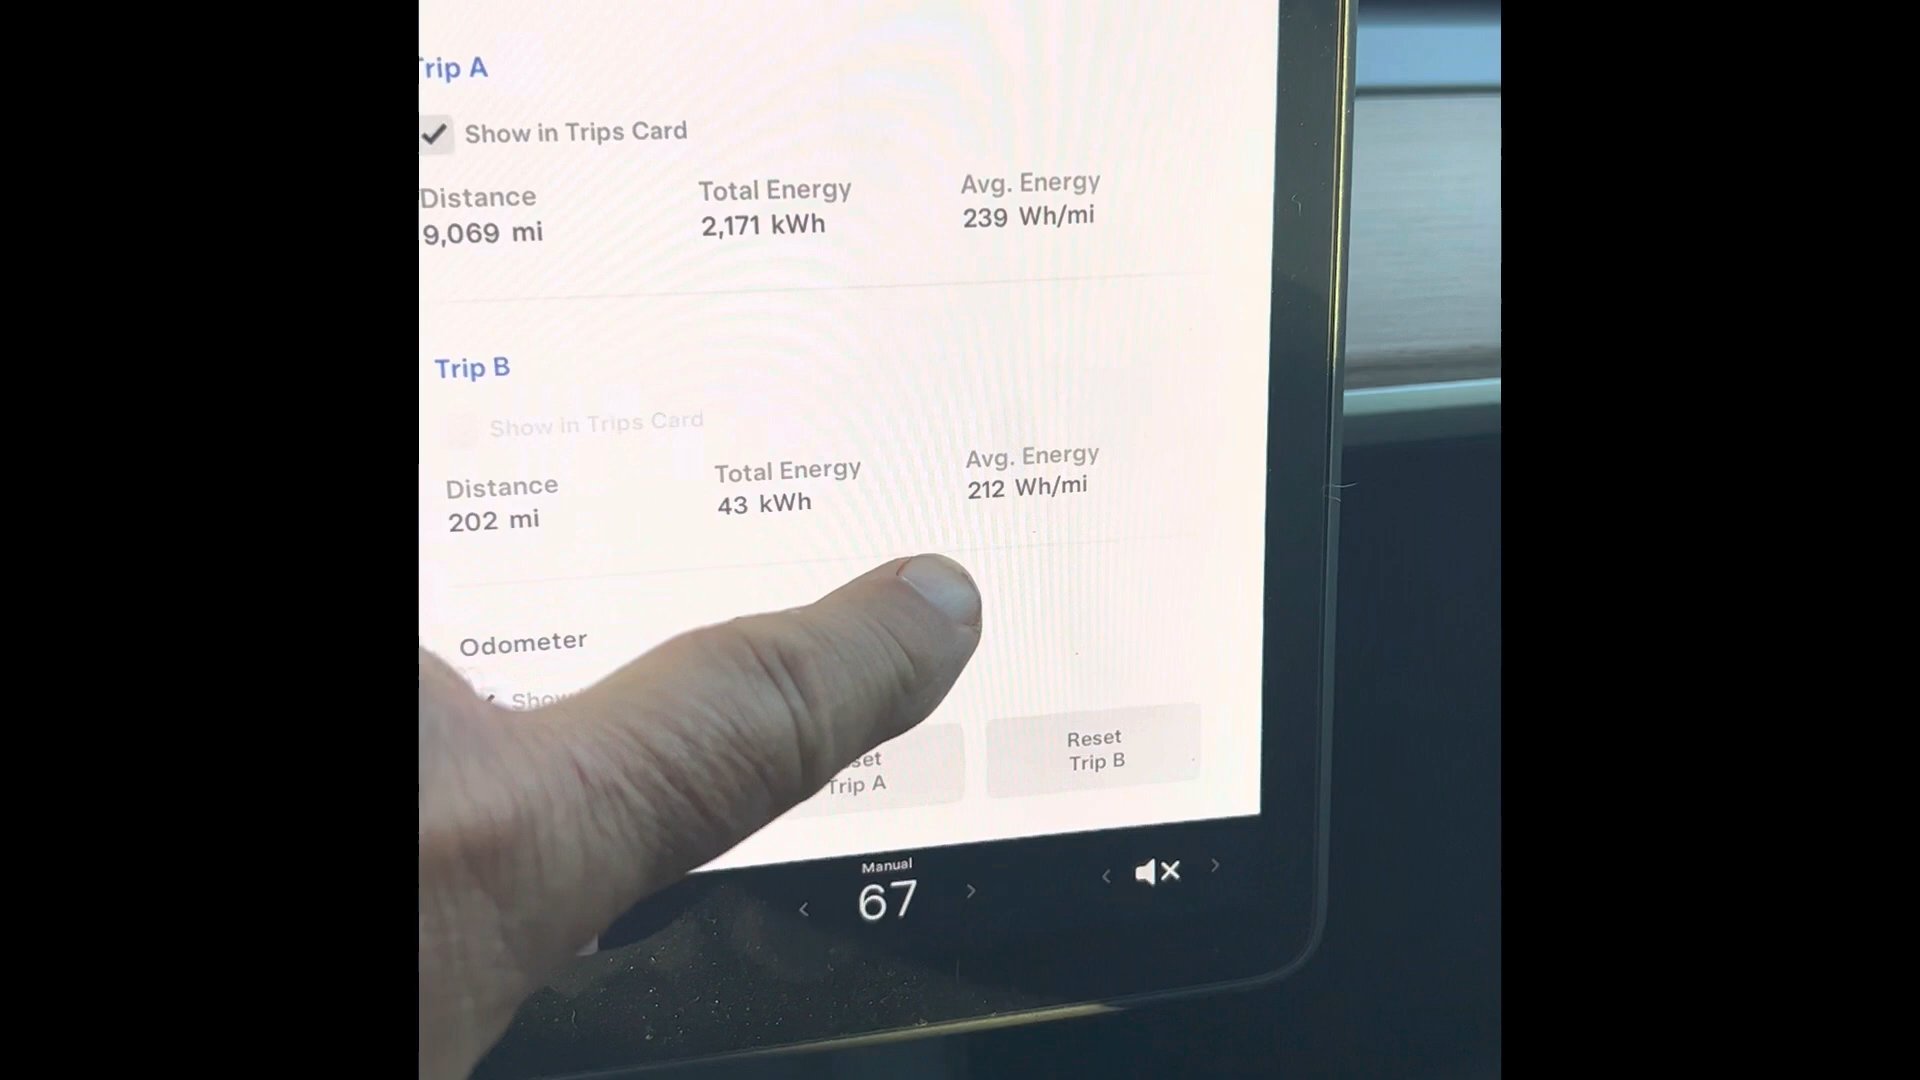 Trip A
Show in Trips Card
Distance
Total Energy
Avg. Energy
9,069 mi
2,171 kWh
239 Wh/mi
Trip B
Show in Trips Card
Distance
Total Energy
Avg. Energy
202 mi
43 kWh
212 Wh/mi
Odometer
Show
set
Trip A
Reset
Trip B
Manual
67